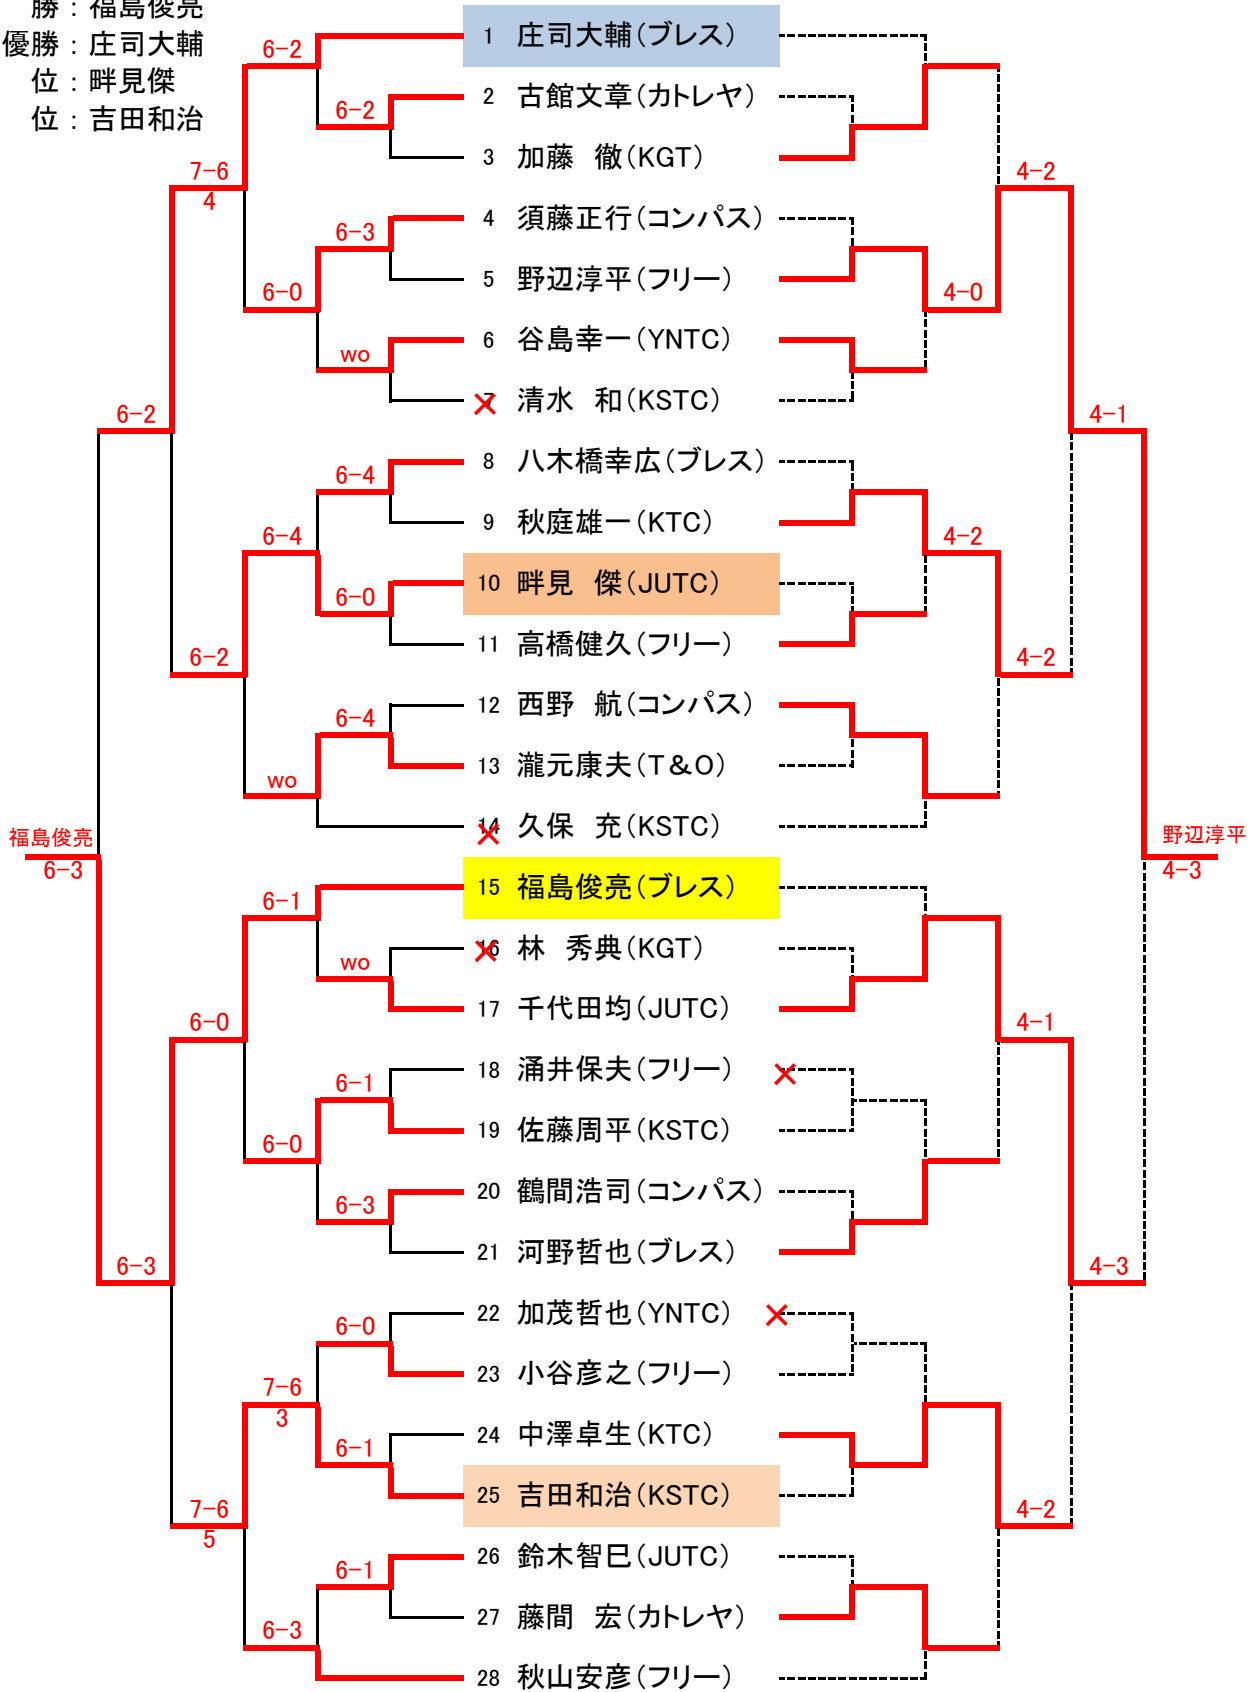 勝：福島俊亮
優勝：庄司大輔
位：畔見傑
位：吉田和治
1 庄司大輔（ブレス）
6-2
2 古館文章（カトレヤ）
6-2
3 加藤 徹（KGT）
7-6
4
4-2
4 須藤正行（コンパス）
6-3
5 野辺淳平（フリー）
6-0
4-0
6 谷島幸一（YNTC）
wo
7 清水 和（KSTC）
6-2
4-1
8 八木橋幸広（ブレス）
6-4
9 秋庭雄一（KTC）
6-4
4-2
10 畔見 傑（JUTC）
6-0
11 高橋健久（フリー）
6-2
4-2
12 西野 航（コンパス）
6-4
13 瀧元康夫（T＆O）
wo
14 久保 充（KSTC）
福島俊亮
6-3
野辺淳平
4-3
15 福島俊亮（ブレス）
6-1
16 林 秀典（KGT）
wo
17 千代田均（JUTC）
6-0
4-1
18 涌井保夫（フリー）
6-1
19 佐藤周平（KSTC）
6-0
20 鶴間浩司（コンパス）
6-3
21 河野哲也（ブレス）
6-3
4-3
22 加茂哲也（YNTC）
6-0
23 小谷彦之（フリー）
7-6
3
24 中澤卓生（KTC）
6-1
25 吉田和治（KSTC）
7-6
5
4-2
26 鈴木智巳（JUTC）
6-1
27 藤間 宏（カトレヤ）
6-3
28 秋山安彦（フリー）